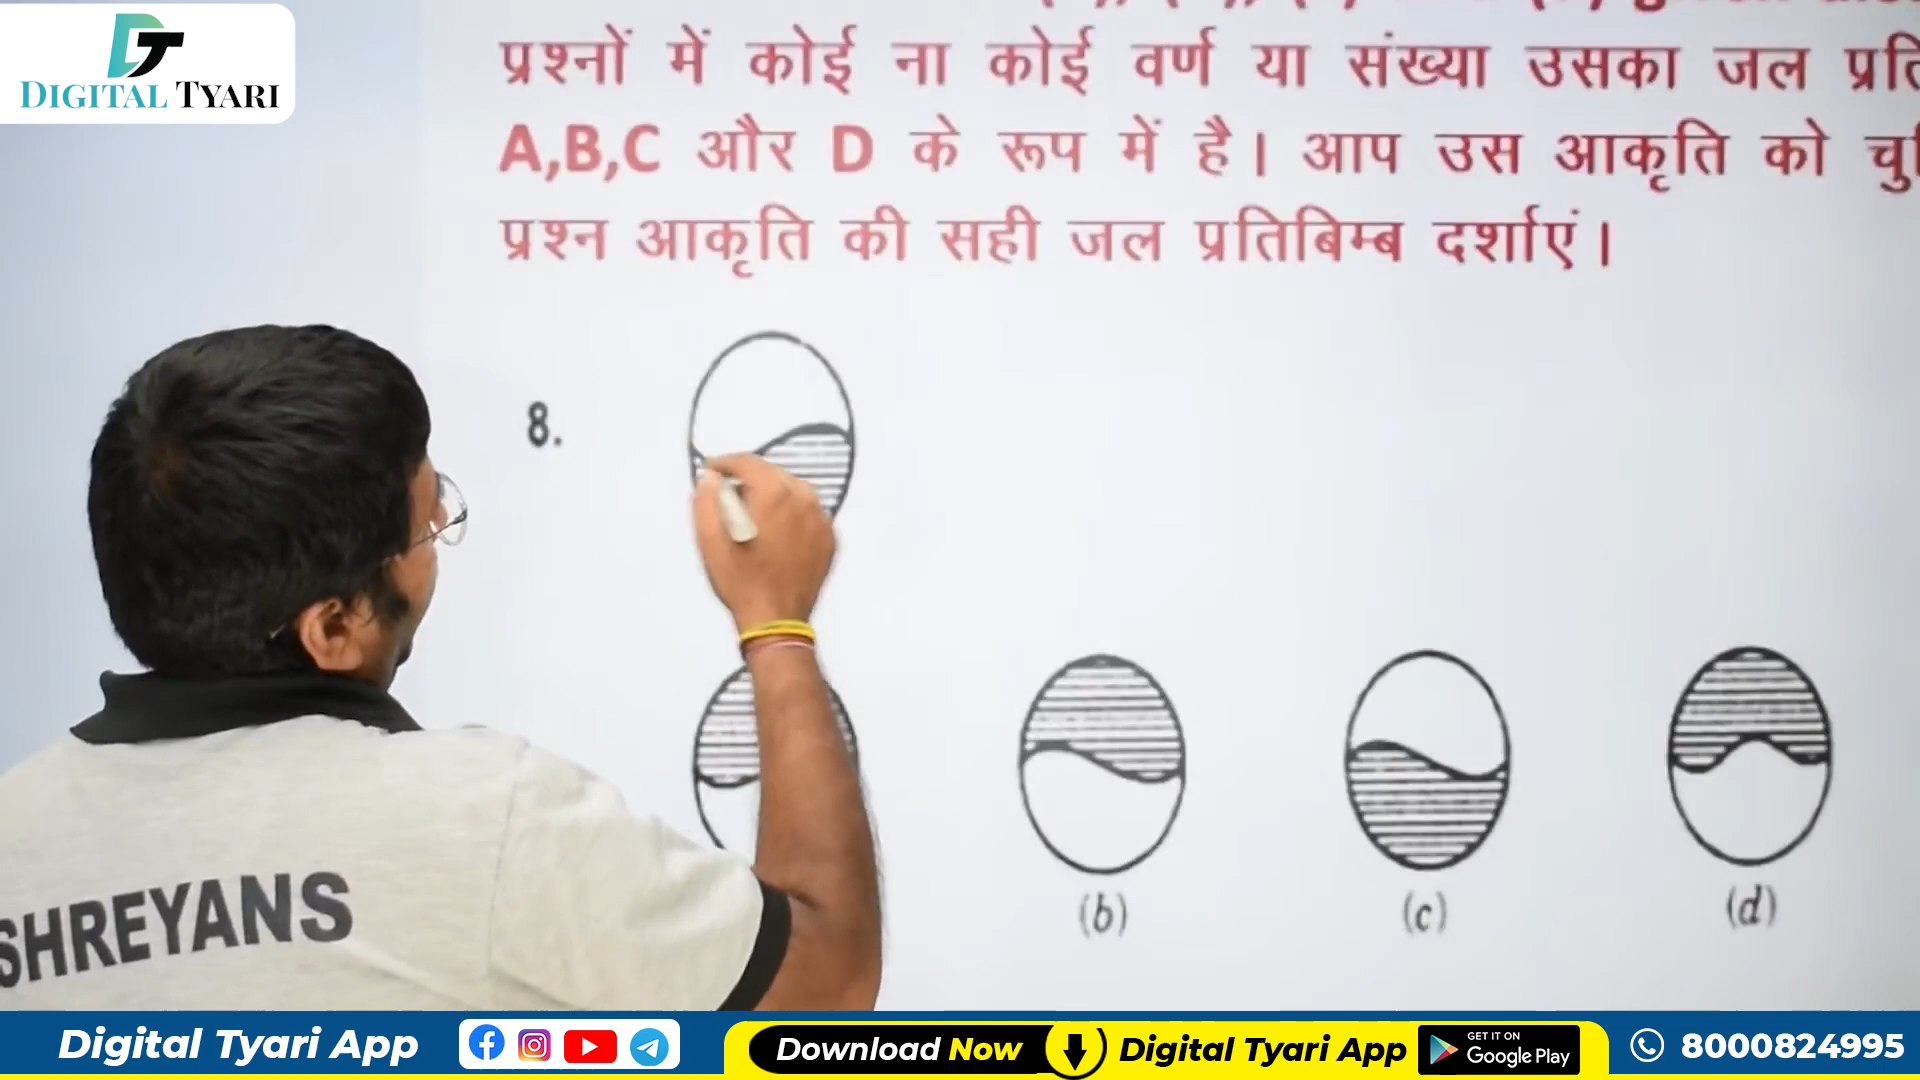 DIGITAL TYARI
प्रश्नों में कोई ना कोई वर्ण या संख्या उसका जल
A,B,C और D के रूप में है। आप उस आकृति को
प्रश्न आकृति की सही जल प्रतिबिम्ब दर्शाएं।
8.
(b) (c) (d)
SHREYANS
Digital Tyari App Download Now Digital Tyari App GET IT ON Google Play 8000824995